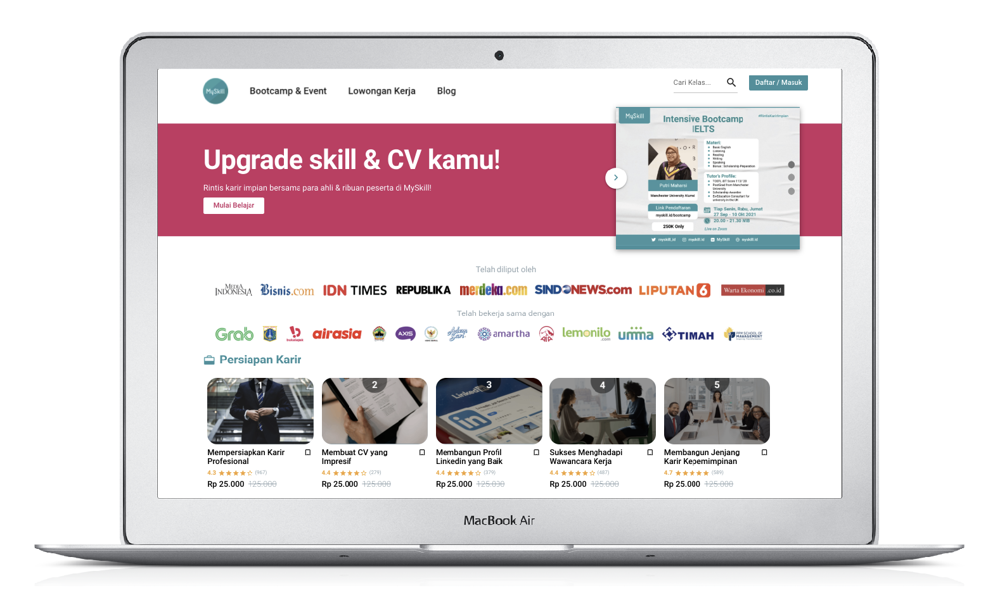 MySkill
Bootcamp & Event
Lowongan Kerja
Blog
Cari Kelas...
Daftar / Masuk
Upgrade skill & CV kamu!
Rintis karir impian bersama para ahli & ribuan peserta di MySkill!
Mulai Belajar
MySkill
#RintisKarirImpian
Intensive Bootcamp
IELTS
Materi:
Basic English
Listening
Reading
Writing
Speaking
Bonus : Scholarship Peparation
Putri Maharsi
Manchester University Alumni
Link Pendaftaran
myskill.id/bootcamp
250K Only
Tutor's Profile:
TOEFL iBT Score 113/ 20
PostGrad from Manchester
University
Scholarship Awardee
Ex-Education Consultant for
university in the UK
Tiap Senin, Rabu, Jumat
27 Sep - 10 Okt 2021
20.00 - 21.30 WIB
Live on Zoom
myskill_id
myskill.id
MySkill
myskill.id
Telah diliput oleh
MEDIA
INDONESIA
Bisnis.com
IDN TIMES
REPUBLIKA
merdeka.com
SINDONEWS.com
LIPUTAN 6
Warta Ekonomi .co.id
Telah bekerja sama dengan
Grab
bukalapak
airasia
AXIS
Adem
Sari
amartha
AIA
lemonilo
.com
umma
TIMAH
PPM SCHOOL OF
MANAGEMENT
Persiapan Karir
1
2
3
4
5
LinkedIn
in
Mempersiapkan Karir
Profesional
4.3 (967)
Rp 25.000 125.000
Membuat CV yang
Impresif
4.4 (279)
Rp 25.000 125.000
Membangun Profil
Linkedin yang Baik
4.4 (379)
Rp 25.000 125.000
Sukses Menghadapi
Wawancara Kerja
4.4 (487)
Rp 25.000 125.000
Membangun Jenjang
Karir Kepemimpinan
4.7 (589)
Rp 25.000 125.000
MacBook Air